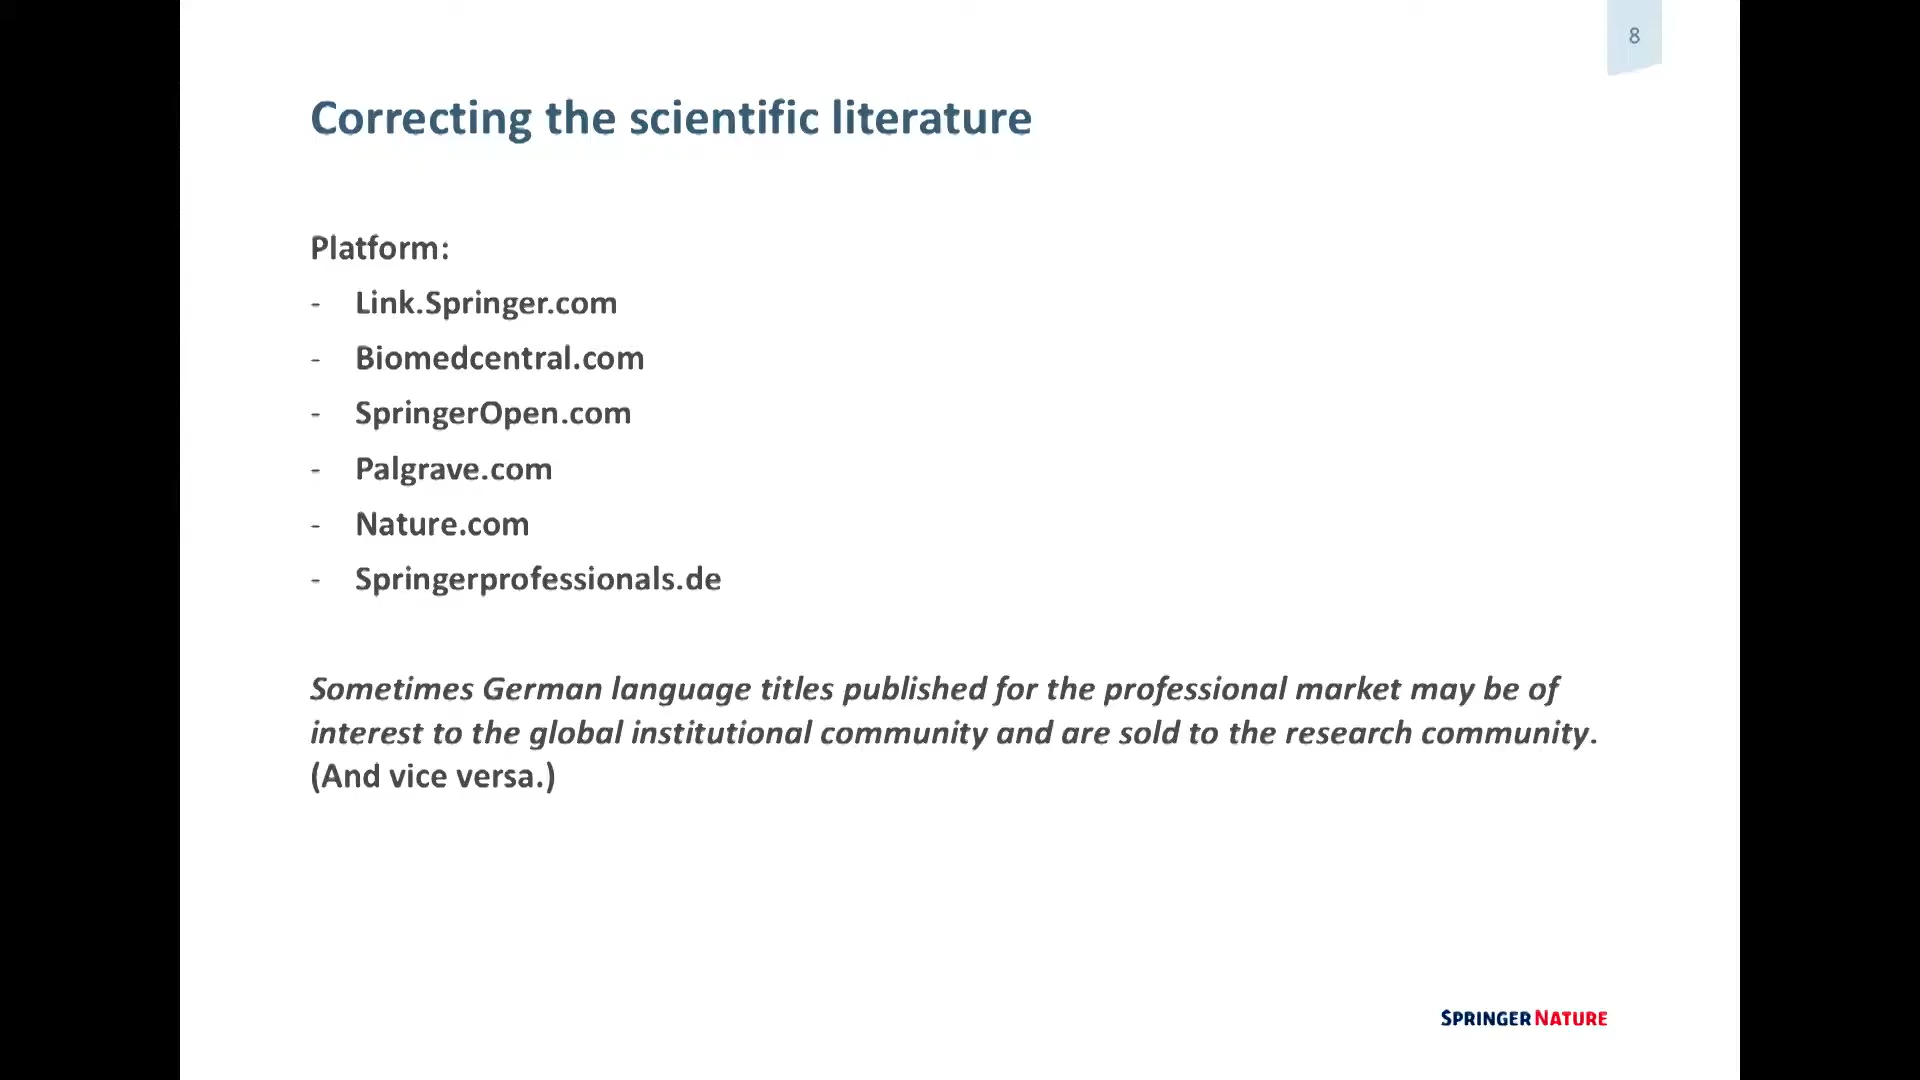 8
Correcting the scientific literature
Platform:
- Link.Springer.com
- Biomedcentral.com
- SpringerOpen.com
- Palgrave.com
- Nature.com
- Springerprofessionals.de
Sometimes German language titles published for the professional market may be of
interest to the global institutional community and are sold to the research community.
(And vice versa.)
SPRINGER NATURE